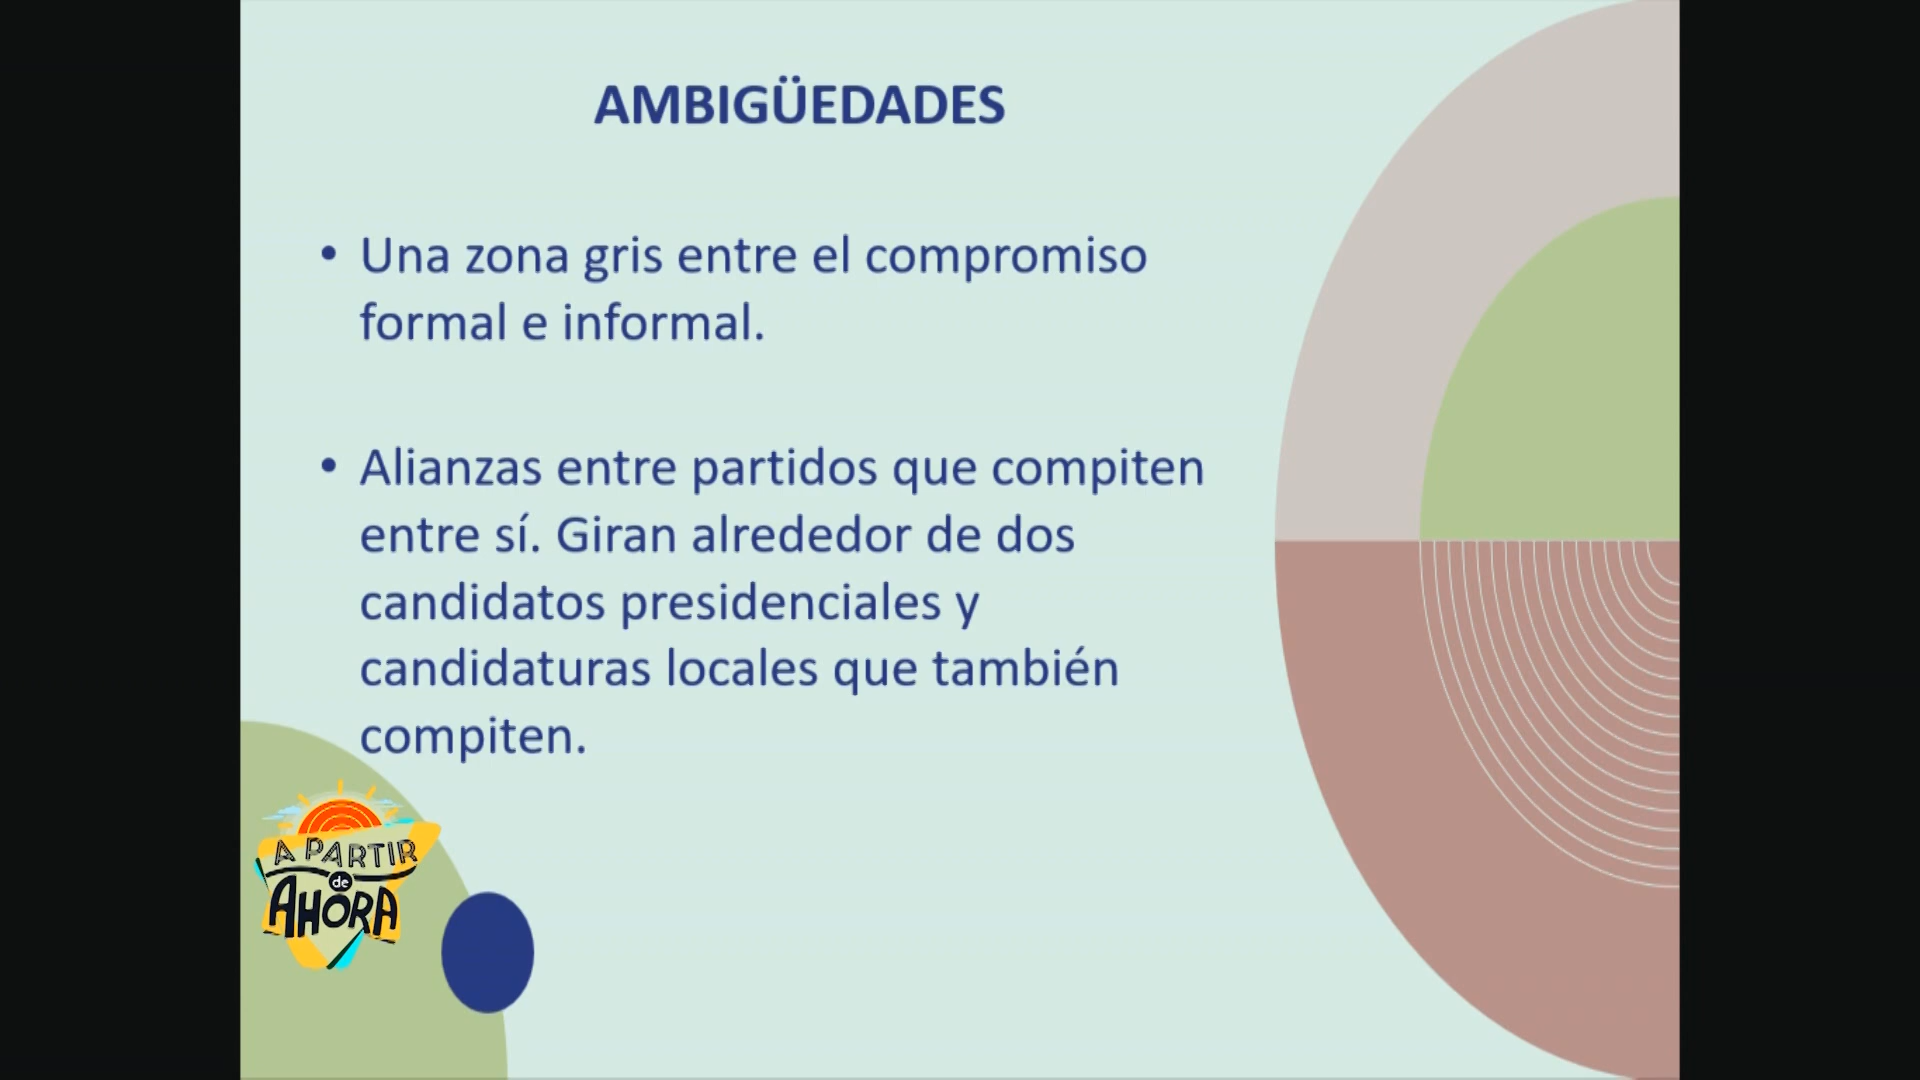 AMBIGÜEDADES
• Una zona gris entre el compromiso
formal e informal.
• Alianzas entre partidos que compiten
entre sí. Giran alrededor de dos
candidatos presidenciales y
candidaturas locales que también
compiten.
A PARTIR
de
AHORA